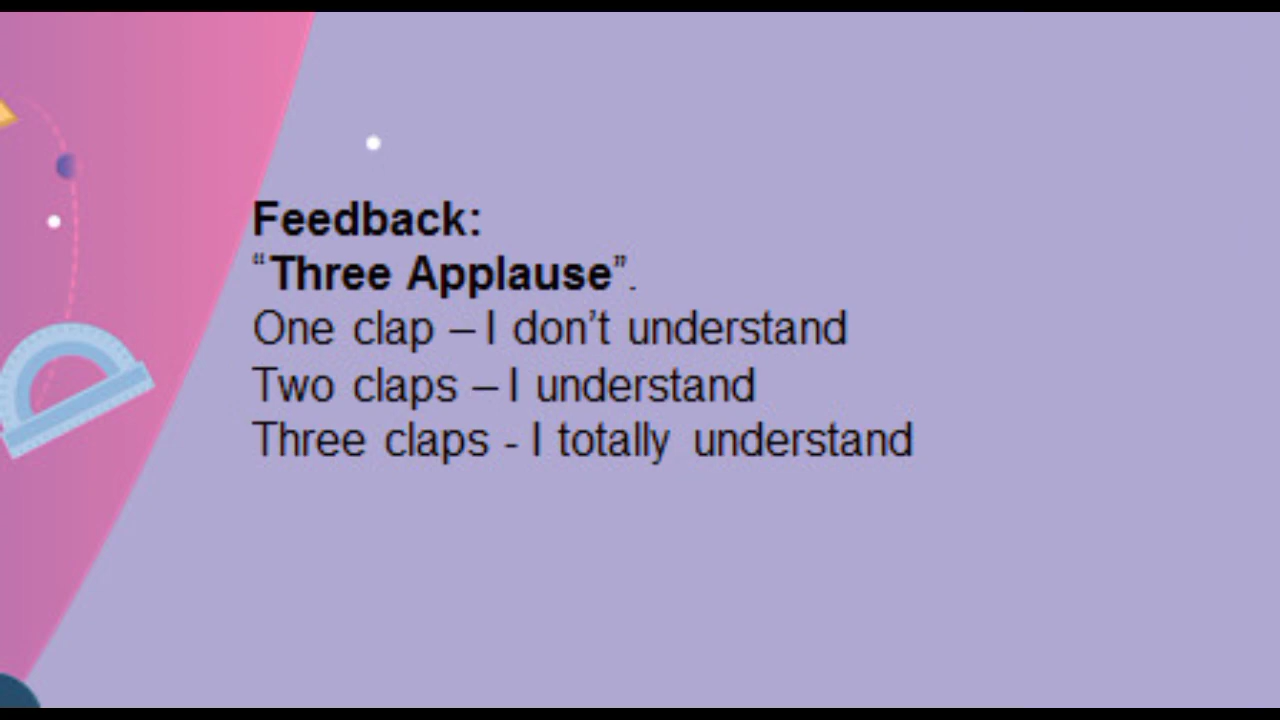 Feedback:
“Three Applause”.
One clap – I don’t understand
Two claps – I understand
Three claps - I totally understand